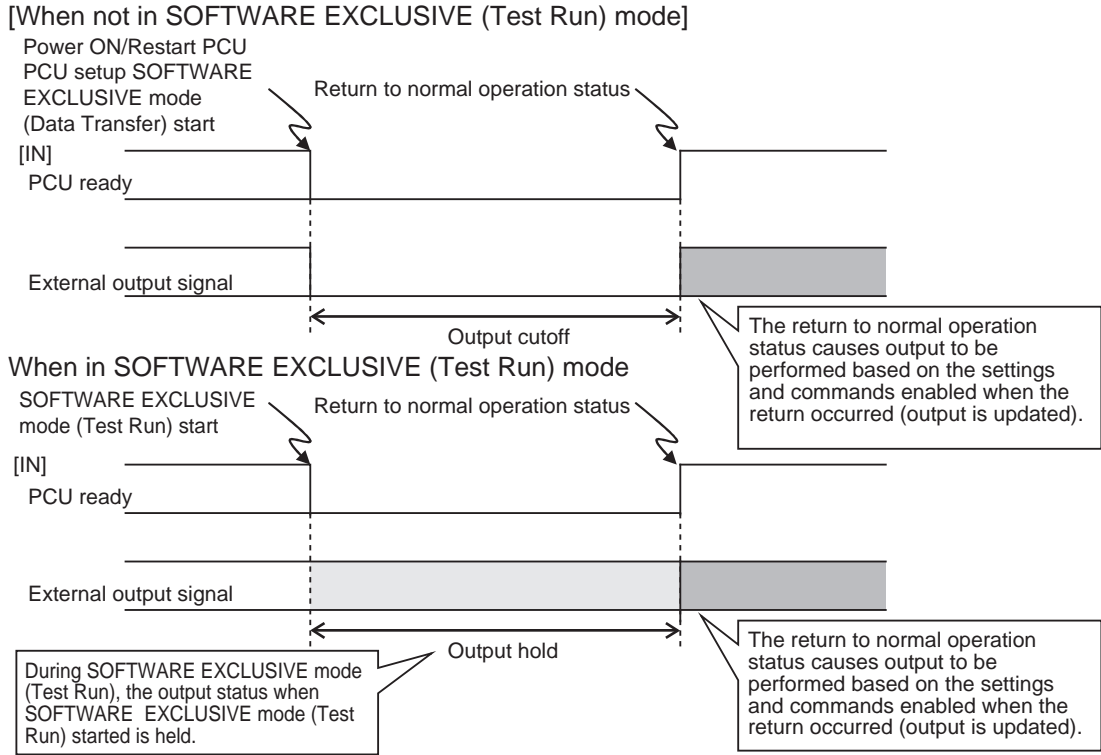 [When not in SOFTWARE EXCLUSIVE (Test Run) mode]
Power ON/Restart PCU
PCU setup SOFTWARE
EXCLUSIVE mode
(Data Transfer) start
Return to normal operation status
[IN]
PCU ready
External output signal
Output cutoff
The return to normal operation
status causes output to be
performed based on the settings
and commands enabled when the
return occurred (output is updated).
When in SOFTWARE EXCLUSIVE (Test Run) mode
SOFTWARE EXCLUSIVE
mode (Test Run) start
Return to normal operation status
[IN]
PCU ready
External output signal
Output hold
During SOFTWARE EXCLUSIVE mode
(Test Run), the output status when
SOFTWARE EXCLUSIVE mode (Test
Run) started is held.
The return to normal operation
status causes output to be
performed based on the settings
and commands enabled when the
return occurred (output is updated).